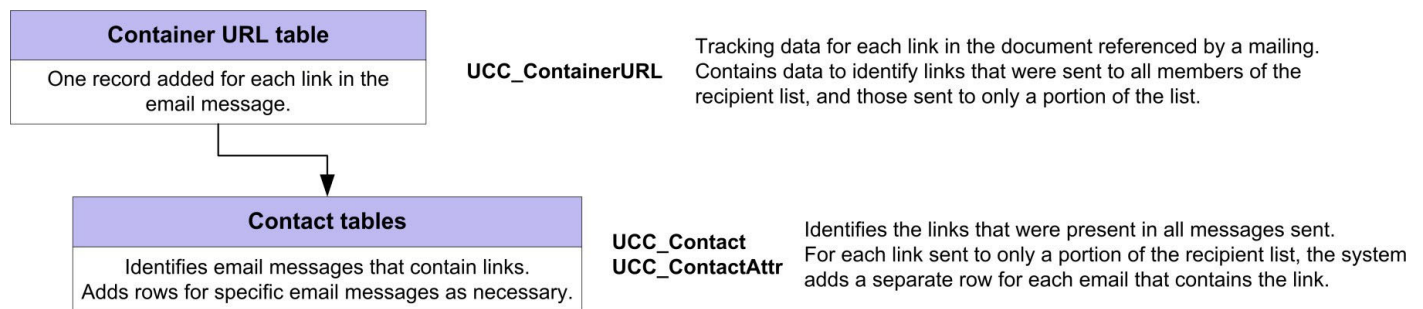 Container URL table
One record added for each link in the
email message.
UCC_ContainerURL
Tracking data for each link in the document referenced by a mailing.
Contains data to identify links that were sent to all members of the
recipient list, and those sent to only a portion of the list.
Contact tables
Identifies email messages that contain links.
Adds rows for specific email messages as necessary.
UCC_Contact
UCC_ContactAttr
Identifies the links that were present in all messages sent.
For each link sent to only a portion of the recipient list, the system
adds a separate row for each email that contains the link.